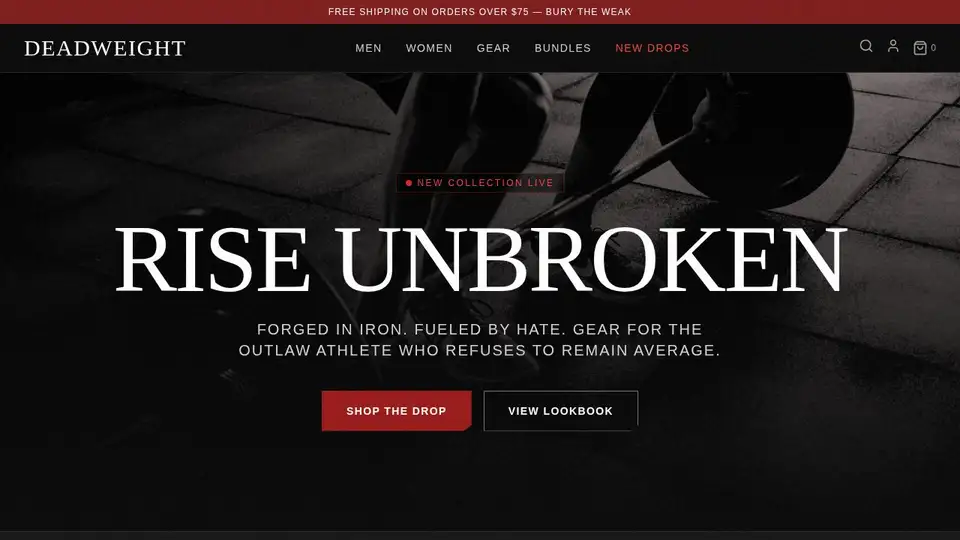 FREE SHIPPING ON ORDERS OVER $75 — BURY THE WEAK
DEADWEIGHT
MEN
WOMEN
GEAR
BUNDLES
NEW DROPS
0
NEW COLLECTION LIVE
RISE UNBROKEN
FORGED IN IRON. FUELED BY HATE. GEAR FOR THE
OUTLAW ATHLETE WHO REFUSES TO REMAIN AVERAGE.
SHOP THE DROP
VIEW LOOKBOOK